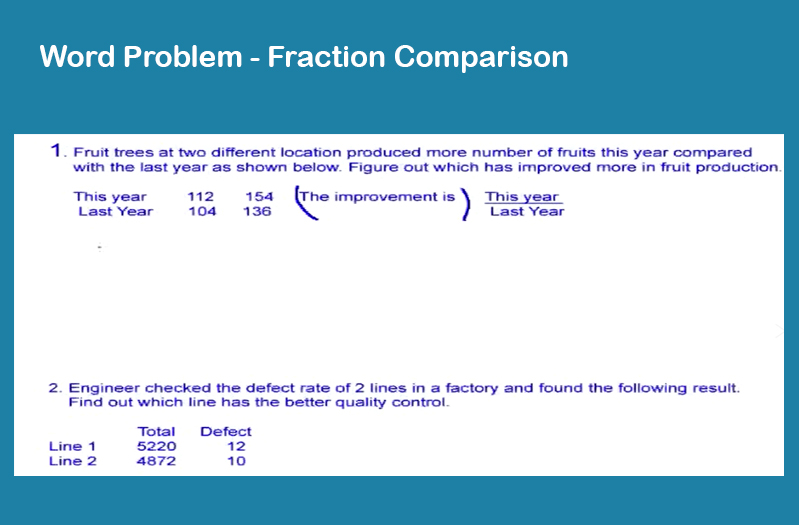 Word Problem - Fraction Comparison
1. Fruit trees at two different location produced more number of fruits this year compared
with the last year as shown below. Figure out which has improved more in fruit production.
This year 112 154 (The improvement is ) This year
Last Year 104 136 Last Year
2. Engineer checked the defect rate of 2 lines in a factory and found the following result.
Find out which line has the better quality control.
Total Defect
Line 1 5220 12
Line 2 4872 10